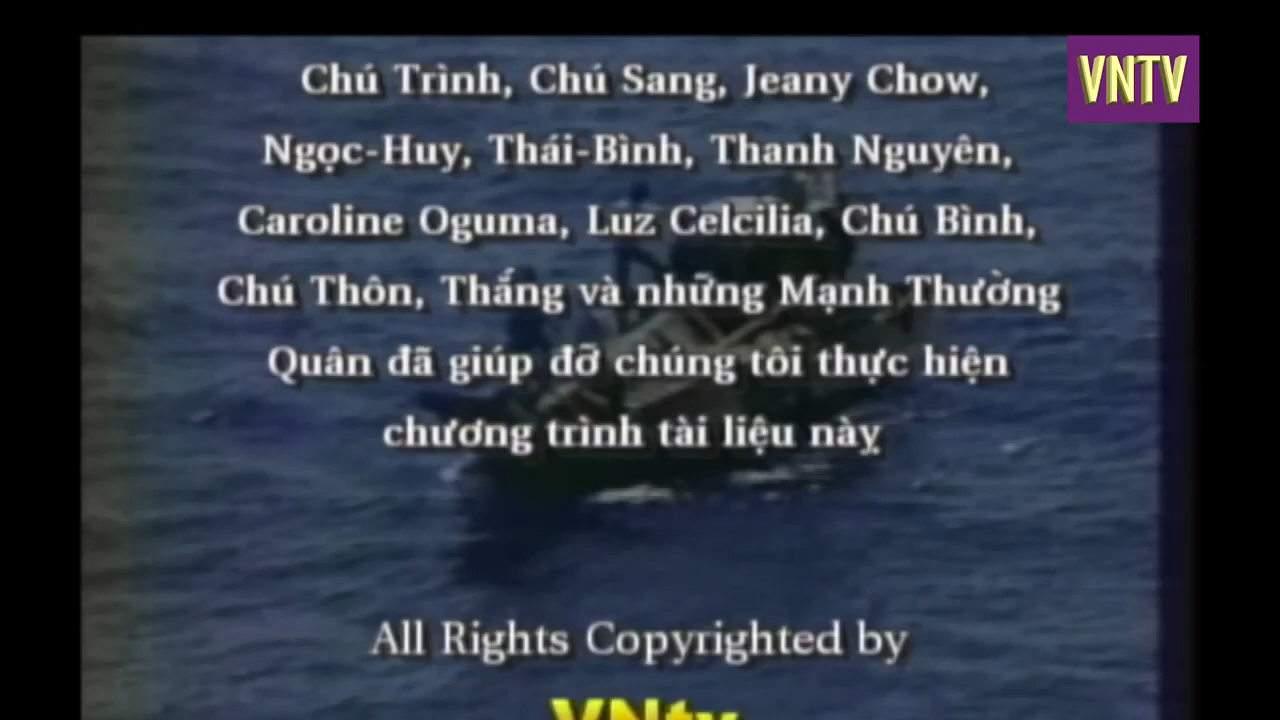 VNTV
Chú Trình, Chú Sang, Jeany Chow,
Ngọc-Huy, Thái-Bình, Thanh Nguyên,
Caroline Oguma, Luz Celcilia, Chú Bình,
Chú Thôn, Thắng và những Mạnh Thường
Quân đã giúp đỡ chúng tôi thực hiện
chương trình tài liệu nàỵ
All Rights Copyrighted by
VNtv